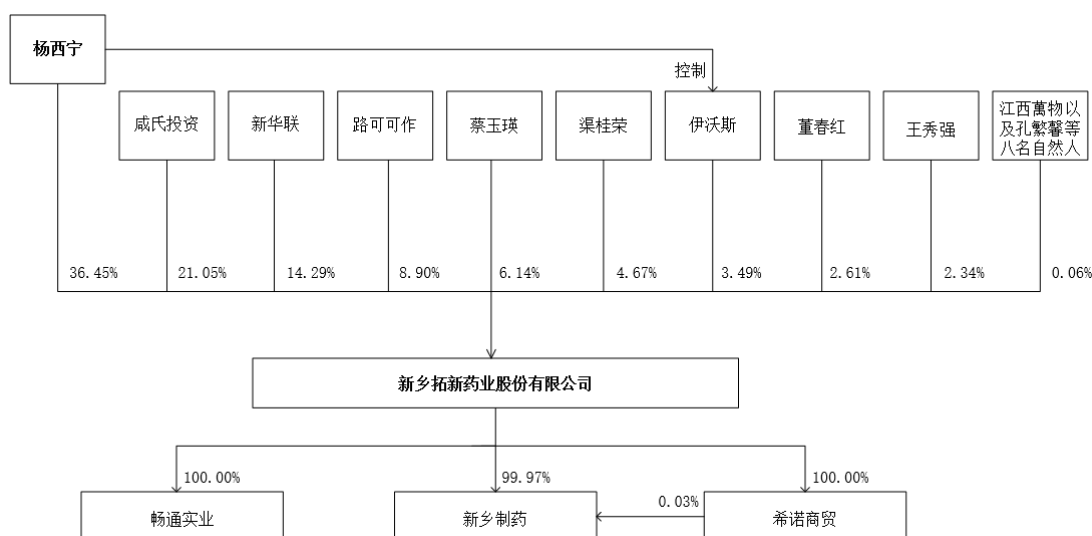 杨西宁
控制
咸氏投资
新华联
路可可作
蔡玉瑛
渠桂荣
伊沃斯
董春红
王秀强
江西萬物以
及孔繁馨等
八名自然人
36.45%
21.05%
14.29%
8.90%
6.14%
4.67%
3.49%
2.61%
2.34%
0.06%
新乡拓新药业股份有限公司
100.00%
99.97%
100.00%
0.03%
畅通实业
新乡制药
希诺商贸